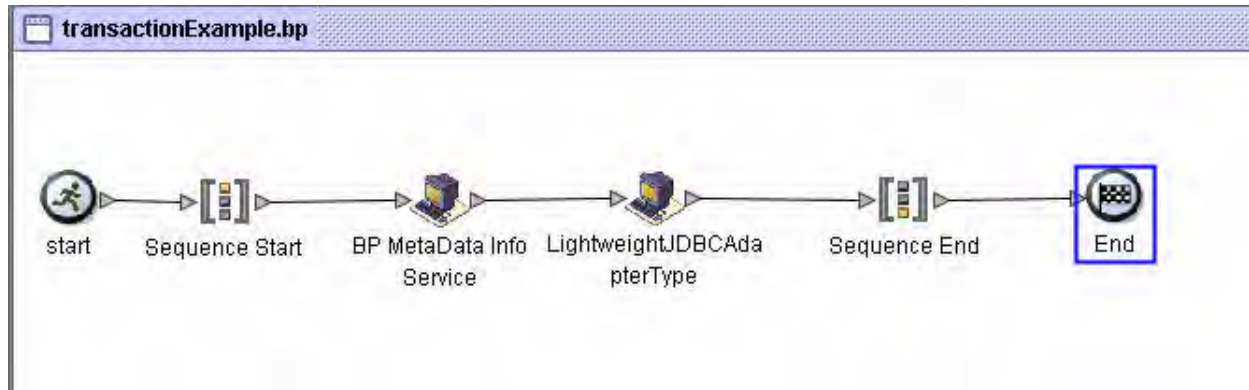 transactionExample.bp
start
Sequence Start
BP MetaData Info
Service
LightweightJDBCAda
pterType
Sequence End
End